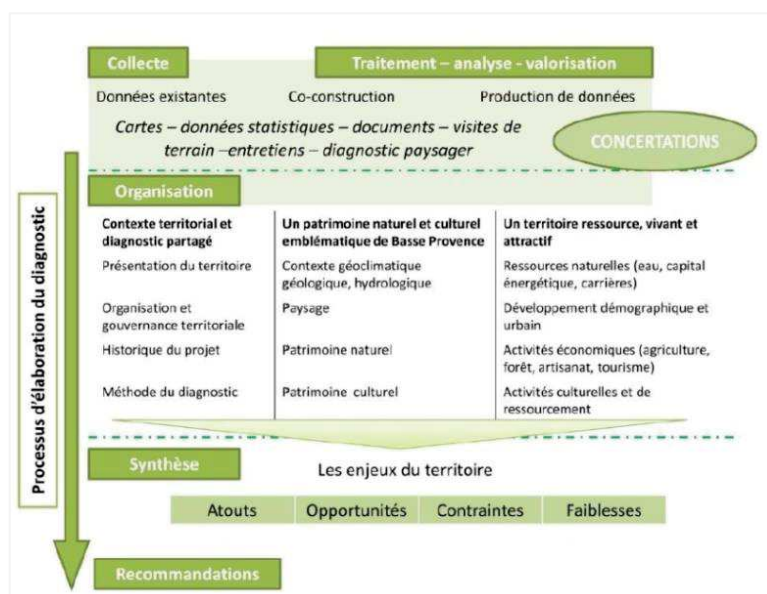 Collecte
Traitement – analyse - valorisation
Données existantes
Co-construction
Production de données
Cartes – données statistiques – documents – visites de
terrain –entretiens – diagnostic paysager
CONCERTATIONS
Processus d'élaboration du diagnostic
Organisation
Contexte territorial et
diagnostic partagé
Présentation du territoire
Organisation et
gouvernance territoriale
Historique du projet
Méthode du diagnostic
Un patrimoine naturel et culturel
emblématique de Basse Provence
Contexte géoclimatique
géologique, hydrologique
Paysage
Patrimoine naturel
Patrimoine culturel
Un territoire ressource, vivant et
attractif
Ressources naturelles (eau, capital
énergétique, carrières)
Développement démographique et
urbain
Activités économiques (agriculture,
forêt, artisanat, tourisme)
Activités culturelles et de
ressourcement
Synthèse
Les enjeux du territoire
Atouts
Opportunités
Contraintes
Faiblesses
Recommandations